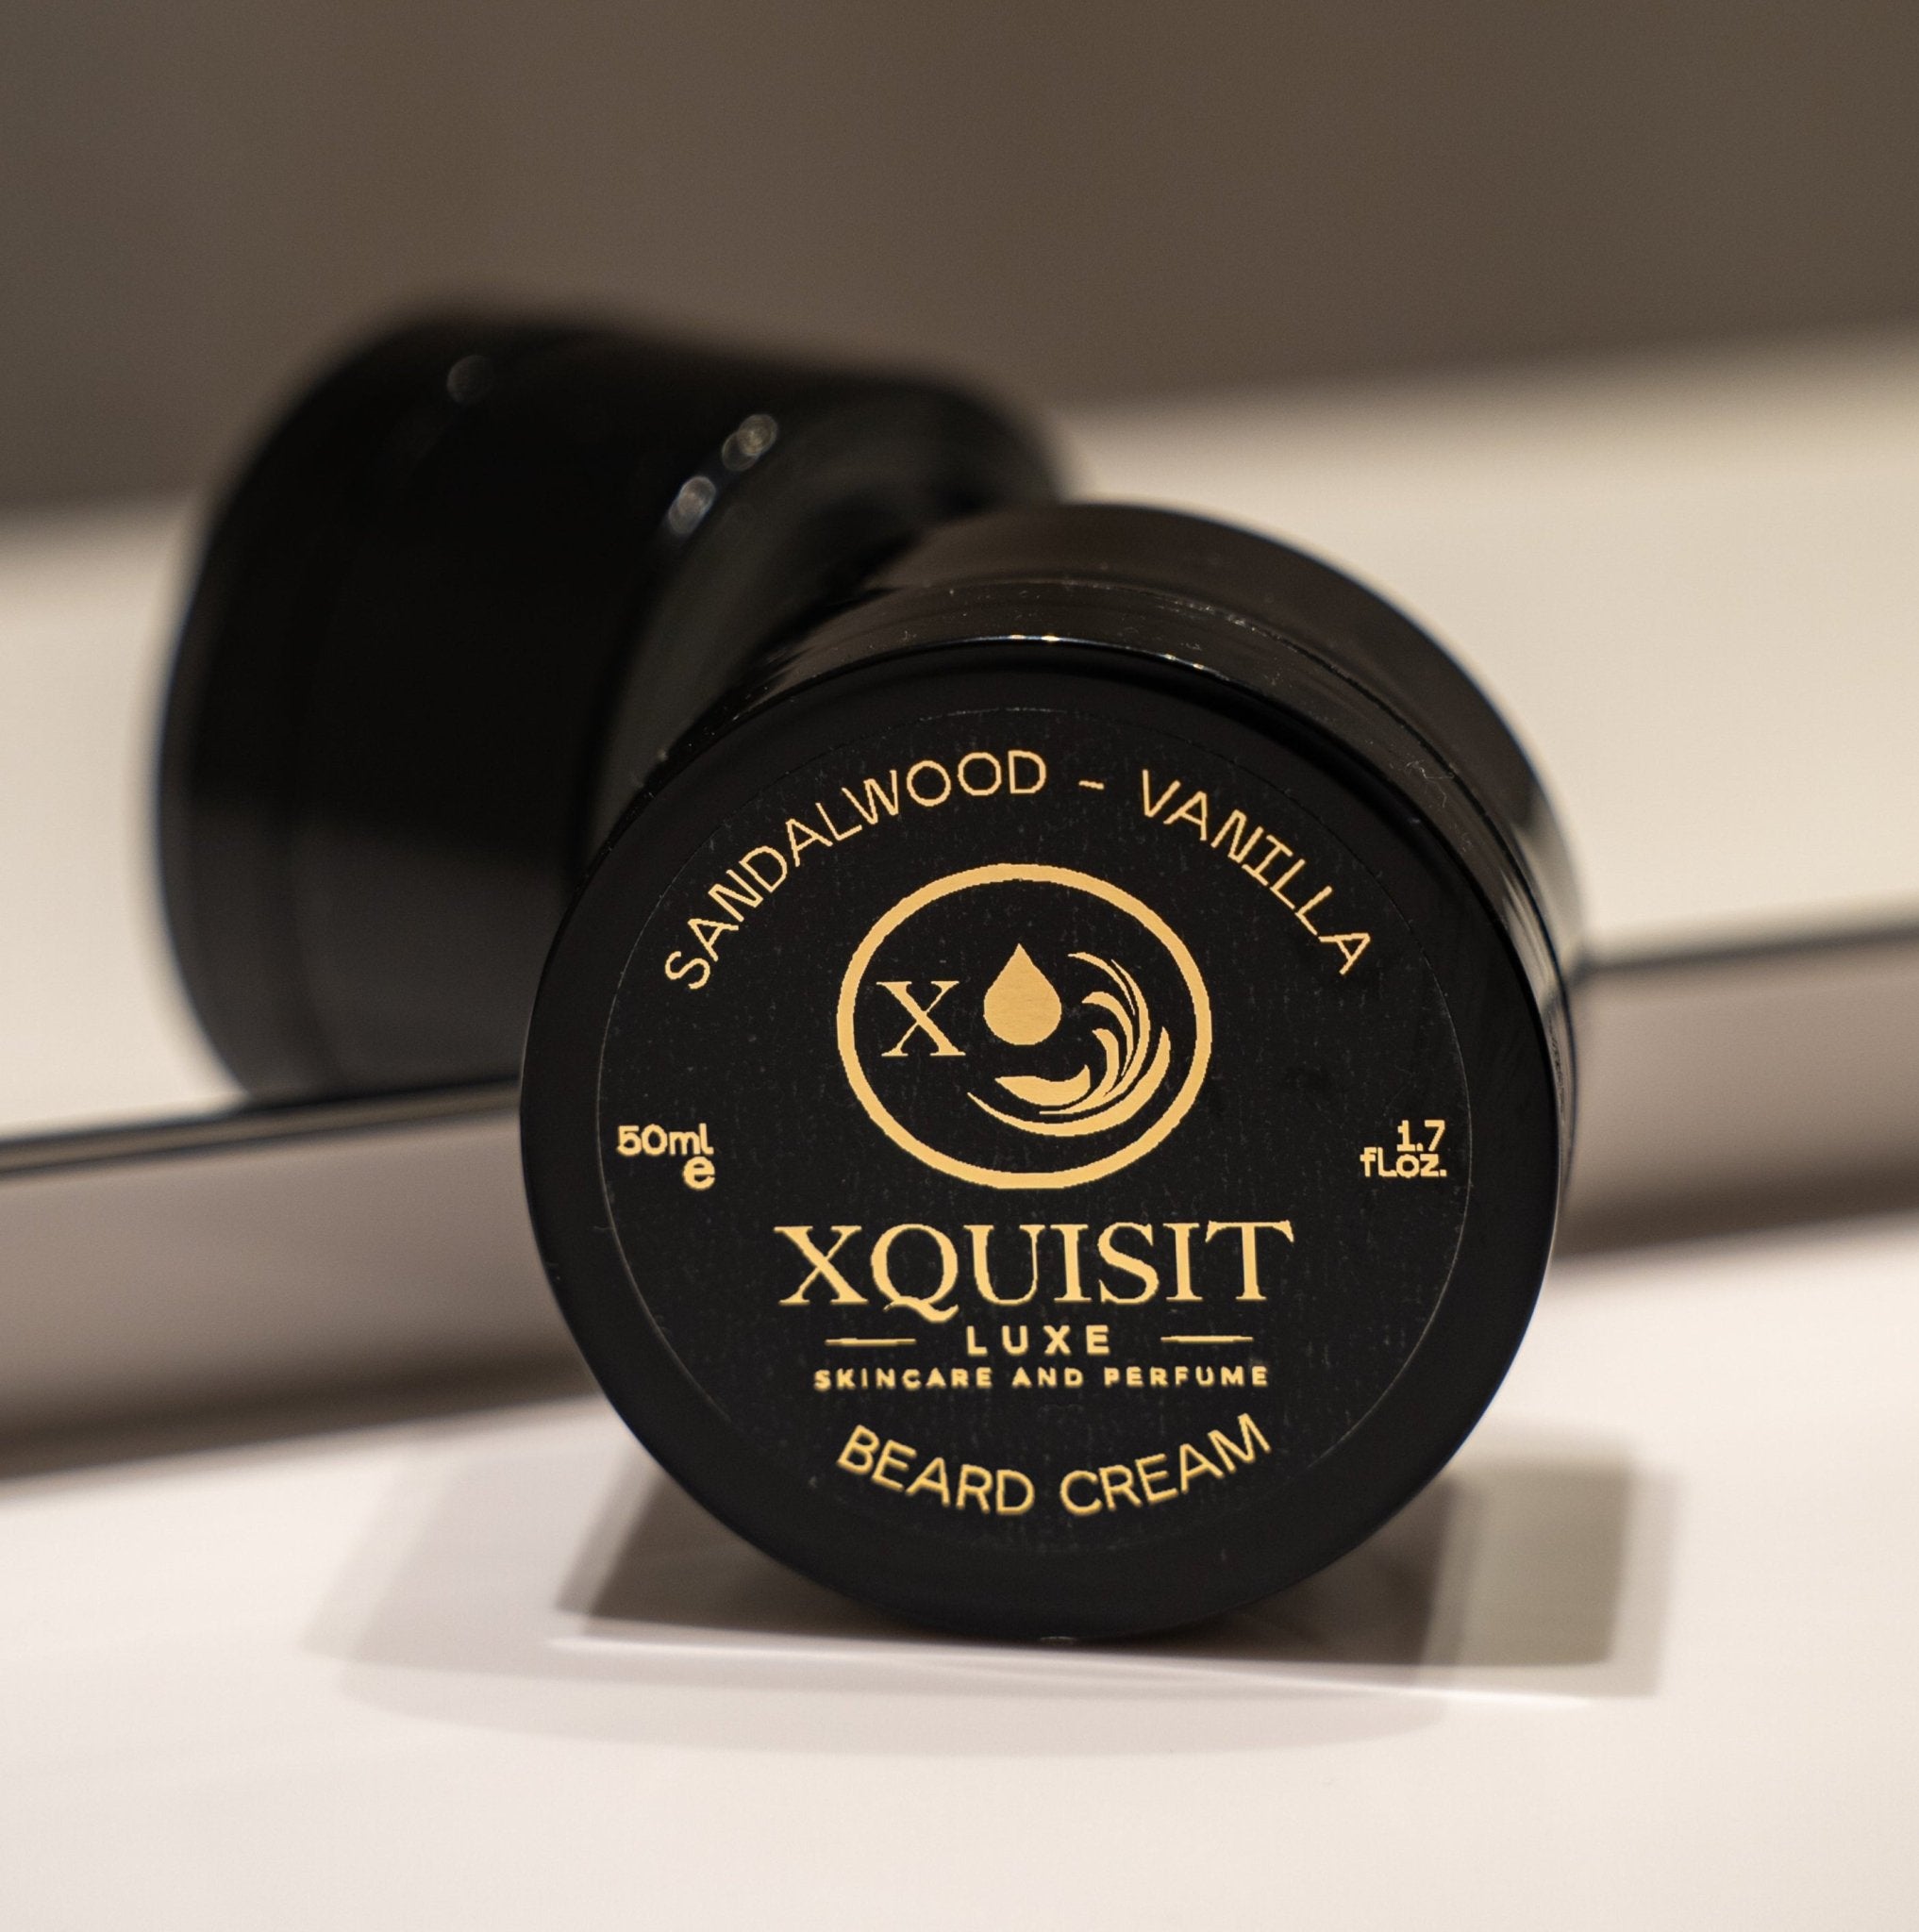 SANDALWOOD - VANILLA
X
50ml
e
1.7
fl.oz.
XQUISIT
LUXE
SKINCARE AND PERFUME
BEARD CREAM